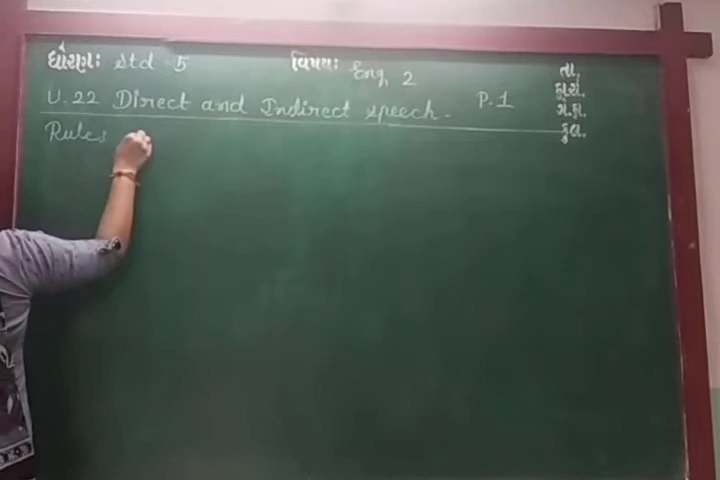 ધોરણ: Std - 5 વિષય: Eng 2 તા.
U. 22 Direct and Indirect speech. P. 1 હાજ.
ગે.હા.
Rules કુલ.